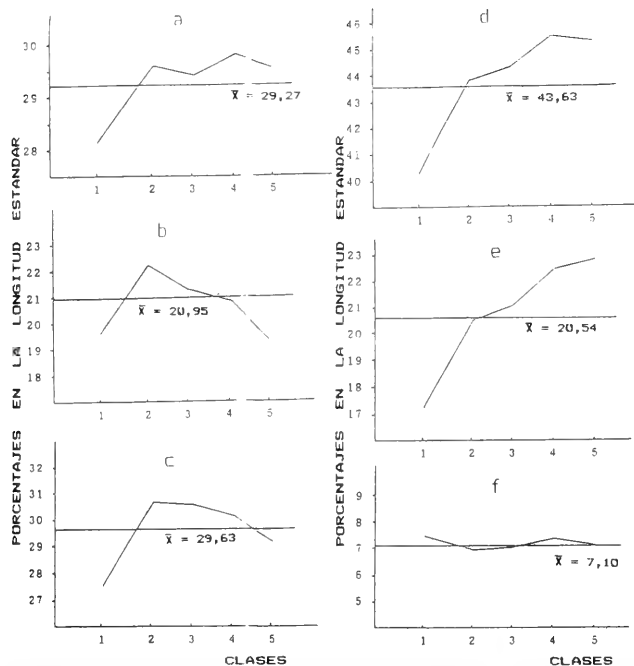 a
30
29
28
X̄ = 29,27
1 2 3 4 5
b
23
22
21
20
19
18
X̄ = 20,95
1 2 3 4 5
c
32
31
30
29
28
27
X̄ = 29,63
1 2 3 4 5
CLASES
PORCENTAJES EN LA LONGITUD ESTANDAR
d
46
45
44
43
42
41
40
X̄ = 43,63
1 2 3 4 5
e
23
22
21
20
19
18
17
X̄ = 20,54
1 2 3 4 5
f
9
8
7
6
5
4
X̄ = 7,10
1 2 3 4 5
CLASES
PORCENTAJES EN LA LONGITUD ESTANDAR